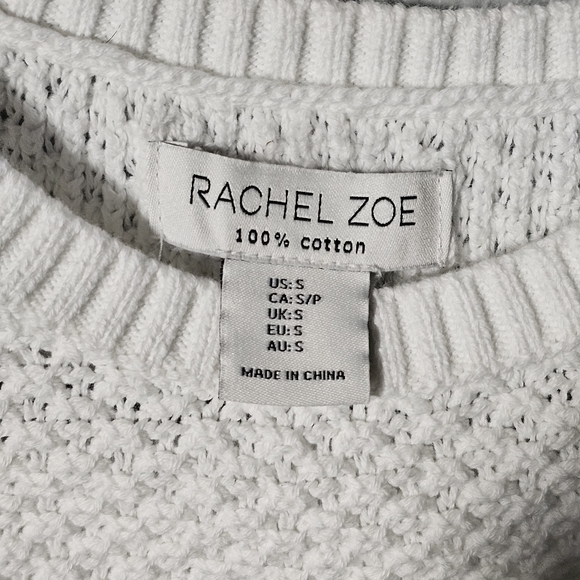 RACHEL ZOE
100% cotton
US: S
CA: S/P
UK: S
EU: S
AU: S
MADE IN CHINA